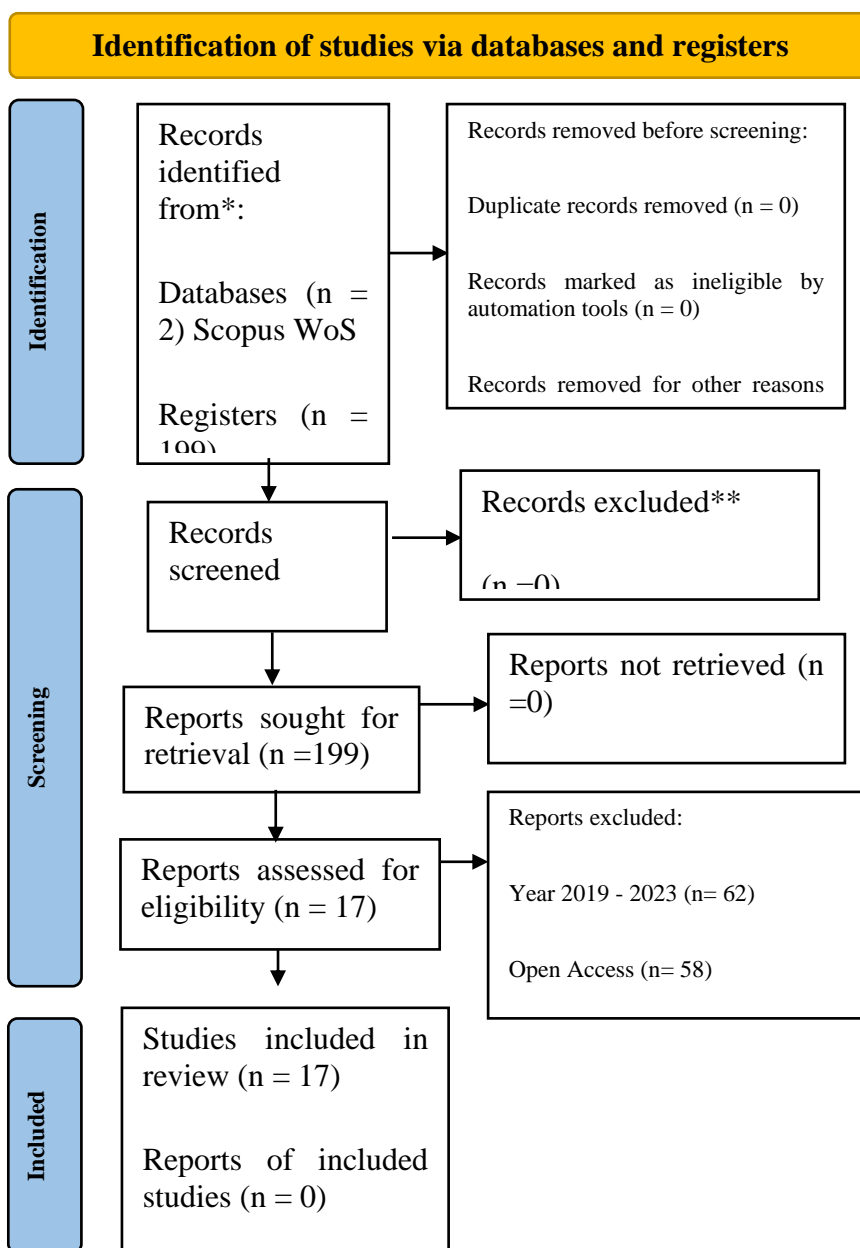 Identification of studies via databases and registers
Identification
Records
identified
from*:
Databases (n =
2) Scopus WoS
Registers (n =
199)
Records removed before screening:
Duplicate records removed (n = 0)
Records marked as ineligible by
automation tools (n = 0)
Records removed for other reasons
Screening
Records
screened
Records excluded**
(n =0)
Reports sought for
retrieval (n =199)
Reports not retrieved (n
=0)
Reports assessed for
eligibility (n = 17)
Reports excluded:
Year 2019 - 2023 (n= 62)
Open Access (n= 58)
Included
Studies included in
review (n = 17)
Reports of included
studies (n = 0)